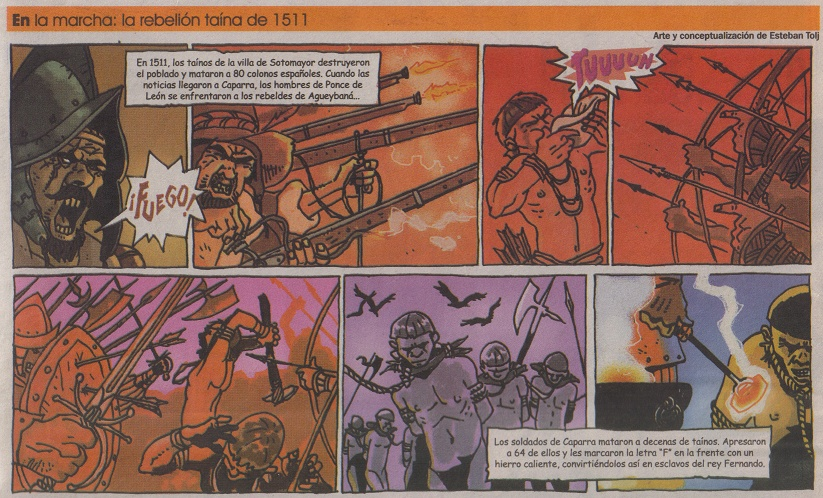 En la marcha: la rebelión taína de 1511
Arte y conceptualización de Esteban Tolj
En 1511, los taínos de la villa de Sotomayor destruyeron
el poblado y mataron a 80 colonos españoles. Cuando las
noticias llegaron a Caparra, los hombres de Ponce de
León se enfrentaron a los rebeldes de Agueybaná...
¡FUEGO!
TUUUUN
Los soldados de Caparra mataron a decenas de taínos. Apresaron
a 64 de ellos y les marcaron la letra "F" en la frente con un
hierro caliente, convirtiéndolos así en esclavos del rey Fernando.